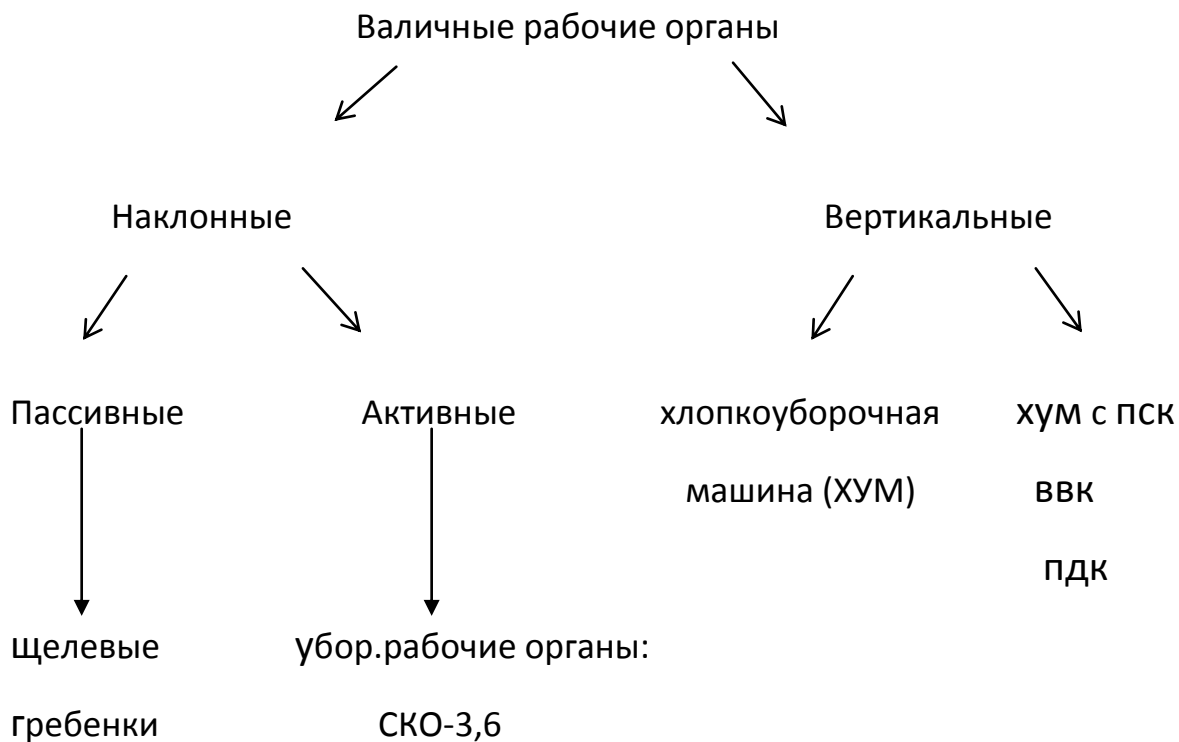 Валичные рабочие органы
Наклонные Вертикальные
Пассивные Активные хлопкоуборочная хум с пск
машина (ХУМ) ввк
пдк
щелевые убор.рабочие органы:
гребенки СКО-3,6